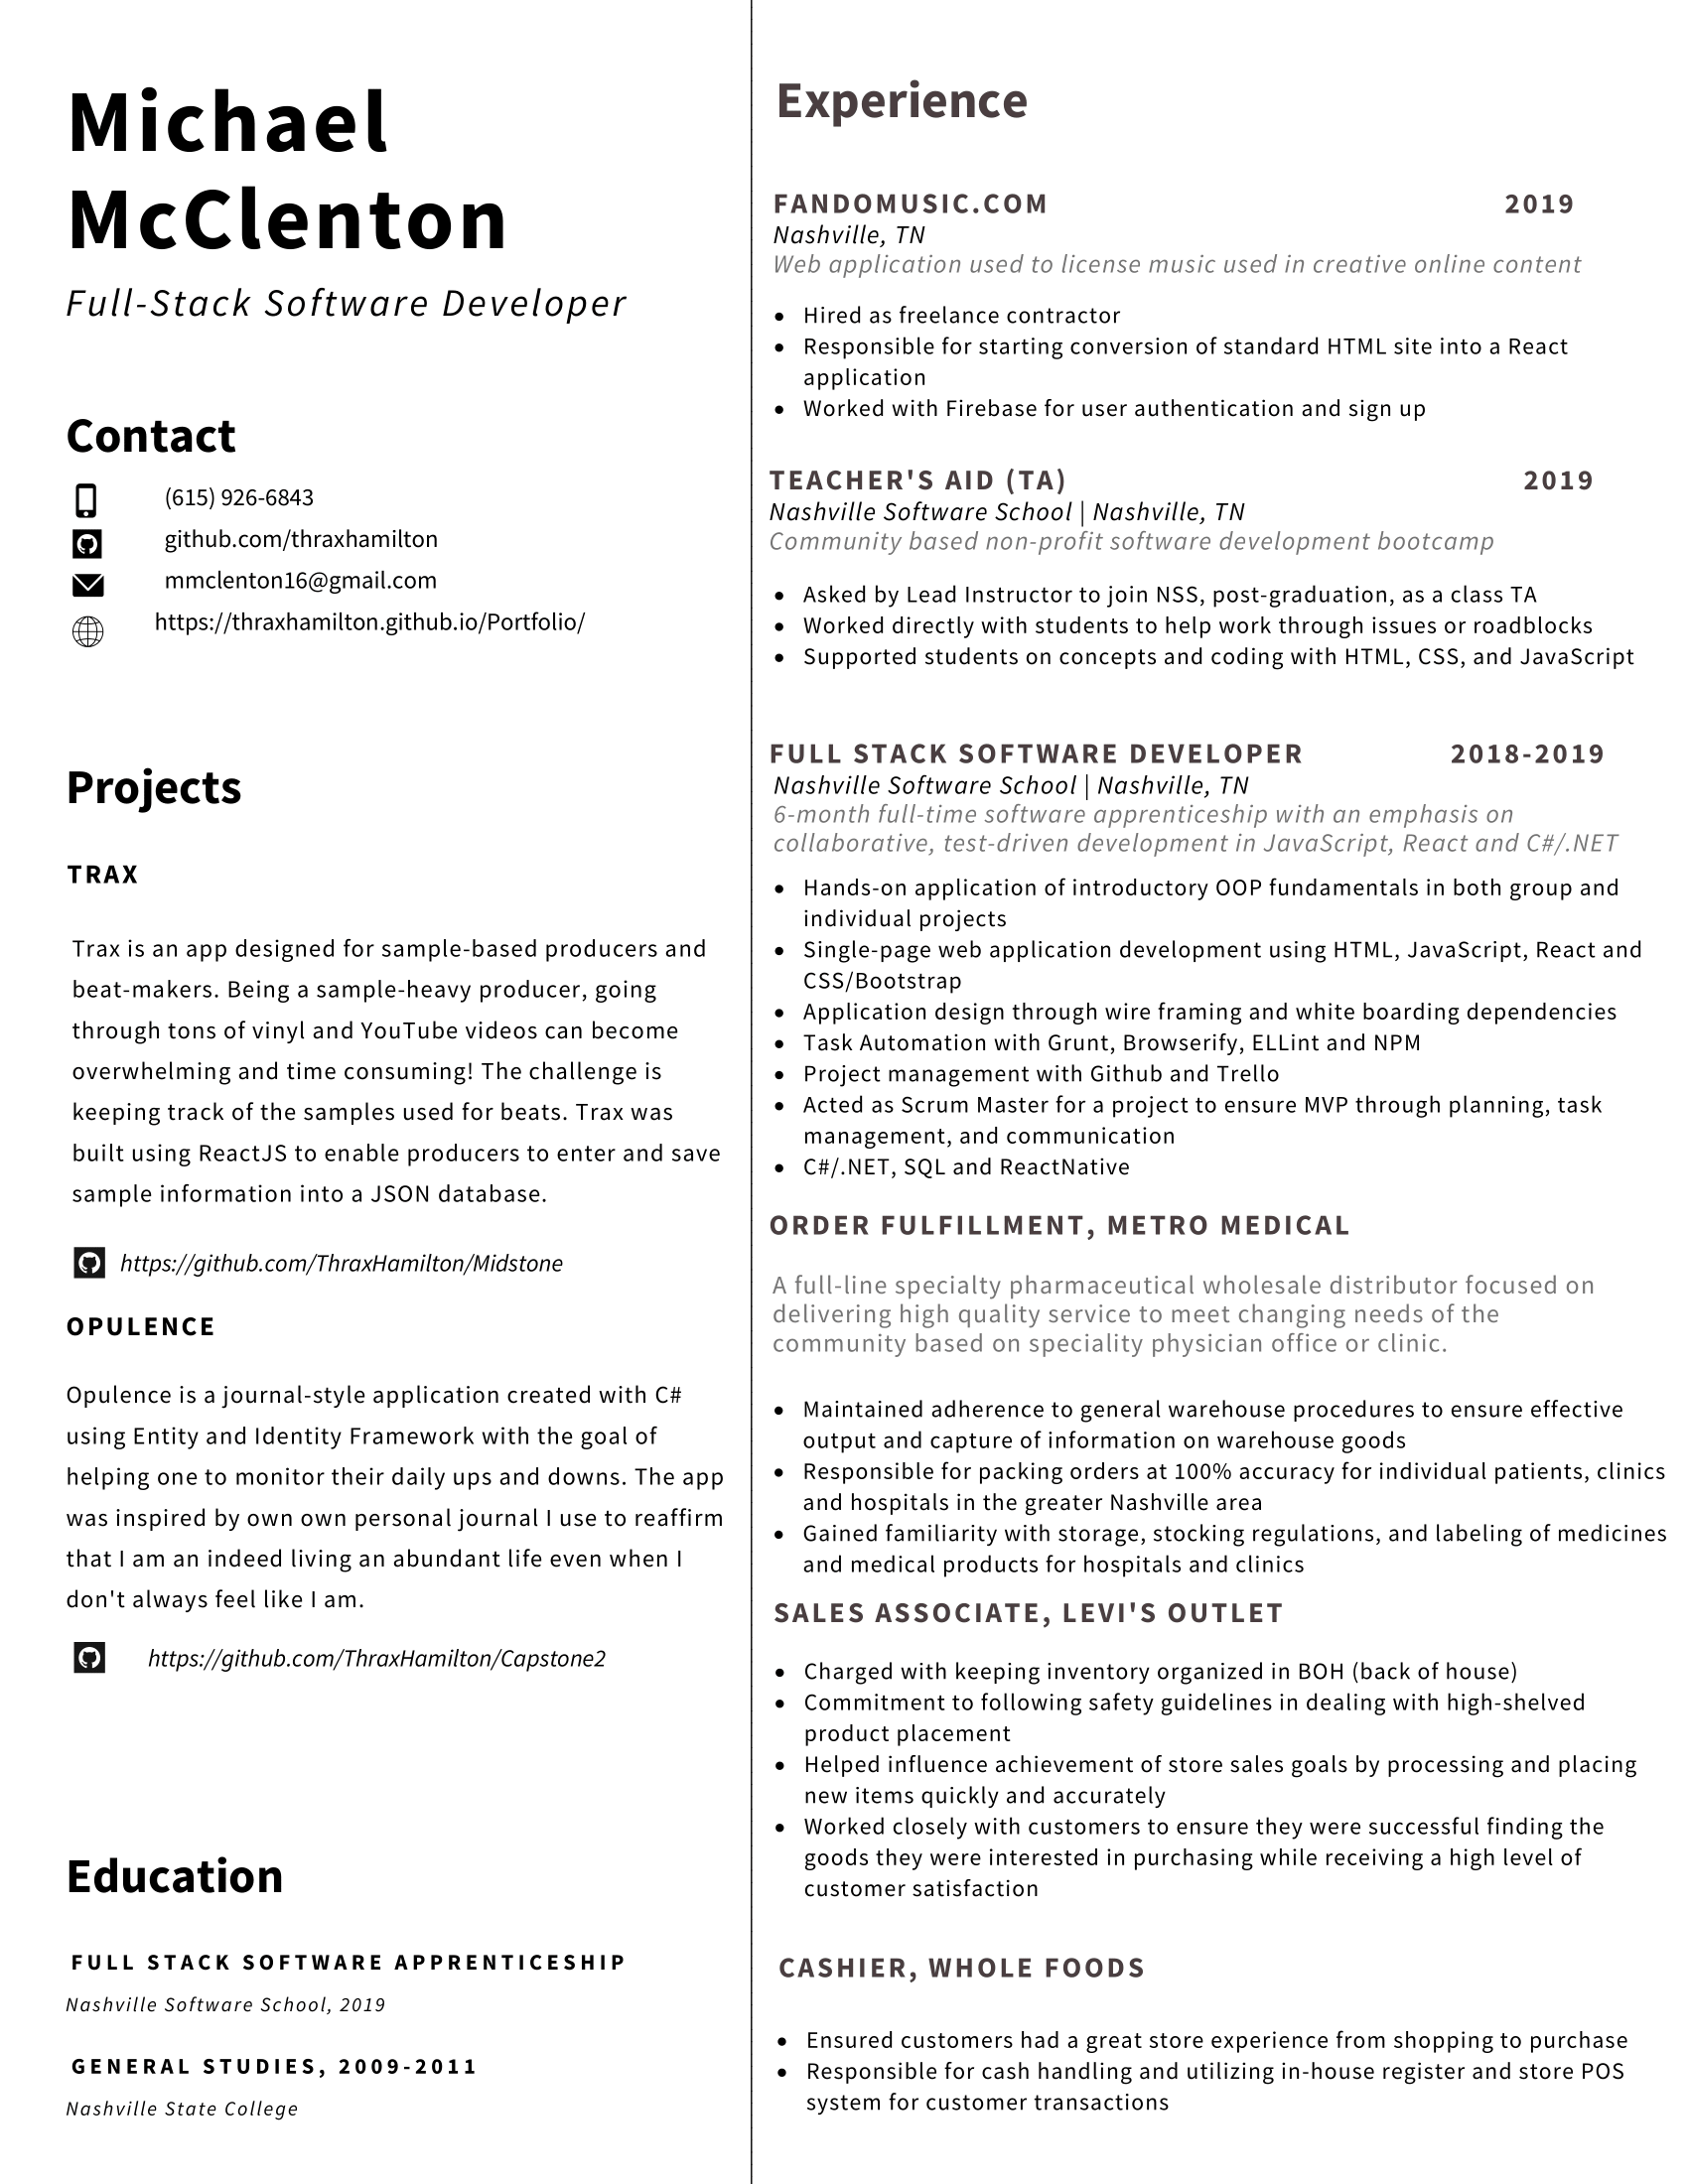 Michael
McClenton
Full-Stack Software Developer
Contact
(615) 926-6843
github.com/thraxhamilton
mmclenton16@gmail.com
https://thraxhamilton.github.io/Portfolio/
Projects
TRAX
Trax is an app designed for sample-based producers and
beat-makers. Being a sample-heavy producer, going
through tons of vinyl and YouTube videos can become
overwhelming and time consuming! The challenge is
keeping track of the samples used for beats. Trax was
built using ReactJS to enable producers to enter and save
sample information into a JSON database.
https://github.com/ThraxHamilton/Midstone
OPULENCE
Opulence is a journal-style application created with C#
using Entity and Identity Framework with the goal of
helping one to monitor their daily ups and downs. The app
was inspired by own own personal journal I use to reaffirm
that I am an indeed living an abundant life even when I
don't always feel like I am.
https://github.com/ThraxHamilton/Capstone2
Education
FULL STACK SOFTWARE APPRENTICESHIP
Nashville Software School, 2019
GENERAL STUDIES, 2009-2011
Nashville State College
Experience
FANDOMUSIC.COM 2019
Nashville, TN
Web application used to license music used in creative online content
• Hired as freelance contractor
• Responsible for starting conversion of standard HTML site into a React
application
• Worked with Firebase for user authentication and sign up
TEACHER'S AID (TA) 2019
Nashville Software School | Nashville, TN
Community based non-profit software development bootcamp
• Asked by Lead Instructor to join NSS, post-graduation, as a class TA
• Worked directly with students to help work through issues or roadblocks
• Supported students on concepts and coding with HTML, CSS, and JavaScript
FULL STACK SOFTWARE DEVELOPER 2018-2019
Nashville Software School | Nashville, TN
6-month full-time software apprenticeship with an emphasis on
collaborative, test-driven development in JavaScript, React and C#/.NET
• Hands-on application of introductory OOP fundamentals in both group and
individual projects
• Single-page web application development using HTML, JavaScript, React and
CSS/Bootstrap
• Application design through wire framing and white boarding dependencies
• Task Automation with Grunt, Browserify, ELLint and NPM
• Project management with Github and Trello
• Acted as Scrum Master for a project to ensure MVP through planning, task
management, and communication
• C#/.NET, SQL and ReactNative
ORDER FULFILLMENT, METRO MEDICAL
A full-line specialty pharmaceutical wholesale distributor focused on
delivering high quality service to meet changing needs of the
community based on speciality physician office or clinic.
• Maintained adherence to general warehouse procedures to ensure effective
output and capture of information on warehouse goods
• Responsible for packing orders at 100% accuracy for individual patients, clinics
and hospitals in the greater Nashville area
• Gained familiarity with storage, stocking regulations, and labeling of medicines
and medical products for hospitals and clinics
SALES ASSOCIATE, LEVI'S OUTLET
• Charged with keeping inventory organized in BOH (back of house)
• Commitment to following safety guidelines in dealing with high-shelved
product placement
• Helped influence achievement of store sales goals by processing and placing
new items quickly and accurately
• Worked closely with customers to ensure they were successful finding the
goods they were interested in purchasing while receiving a high level of
customer satisfaction
CASHIER, WHOLE FOODS
• Ensured customers had a great store experience from shopping to purchase
• Responsible for cash handling and utilizing in-house register and store POS
system for customer transactions